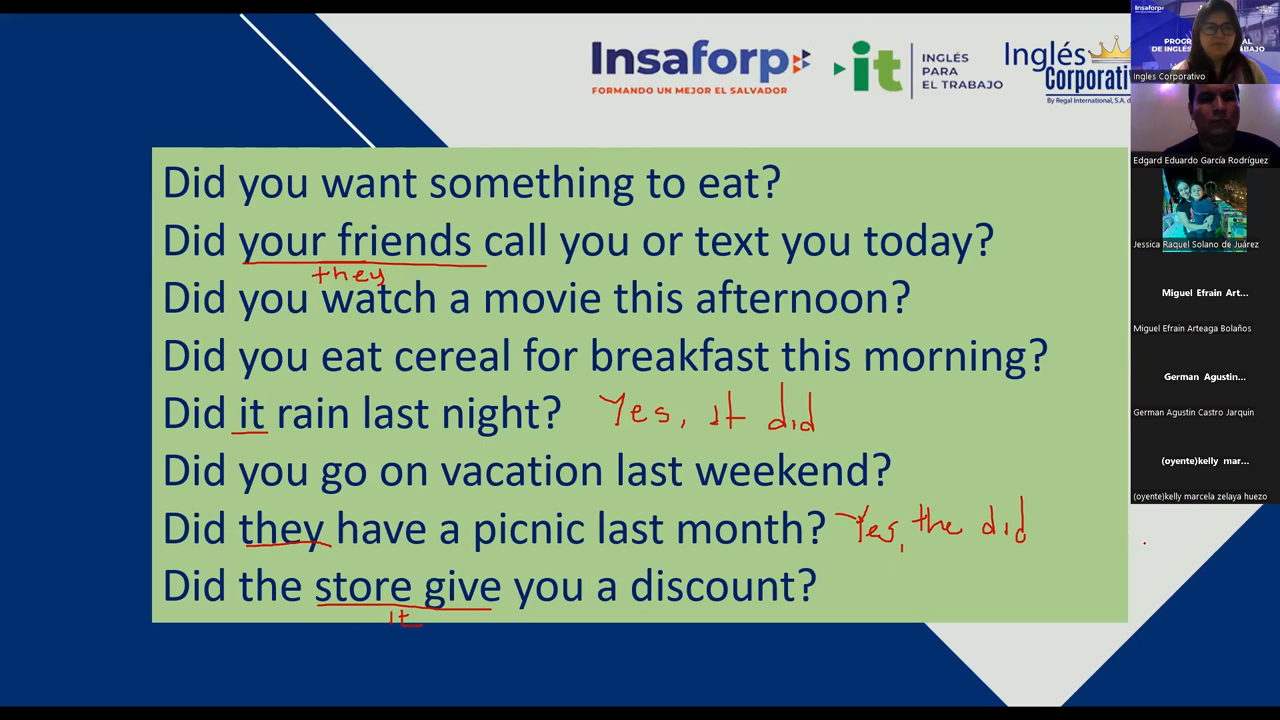 Insaforp
FORMANDO UN MEJOR EL SALVADOR
it
INGLÉS
PARA
EL TRABAJO
Inglés
Corporativ
By Regal International, S.A. d
Did you want something to eat?
Did your friends call you or text you today?
they
Did you watch a movie this afternoon?
Did you eat cereal for breakfast this morning?
Did it rain last night? Yes, it did
Did you go on vacation last weekend?
Did they have a picnic last month? Yes, the did
Did the store give you a discount?
it
Insaforp
Ingles Corporativo
Edgard Eduardo García Rodríguez
Jessica Raquel Solano de Juárez
Miguel Efrain Art...
Miguel Efrain Arteaga Bolaños
German Agustin...
German Agustin Castro Jarquin
(oyente)kelly mar...
(oyente)kelly marcela zelaya huezo